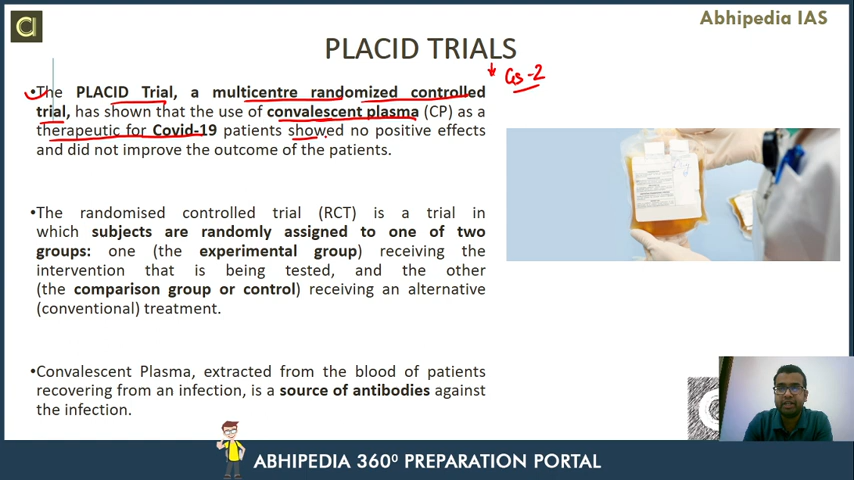 Abhipedia IAS
PLACID TRIALS
GS-2
•The PLACID Trial, a multicentre randomized controlled
trial, has shown that the use of convalescent plasma (CP) as a
therapeutic for Covid-19 patients showed no positive effects
and did not improve the outcome of the patients.
•The randomised controlled trial (RCT) is a trial in
which subjects are randomly assigned to one of two
groups: one (the experimental group) receiving the
intervention that is being tested, and the other
(the comparison group or control) receiving an alternative
(conventional) treatment.
•Convalescent Plasma, extracted from the blood of patients
recovering from an infection, is a source of antibodies against
the infection.
ABHIPEDIA 360⁰ PREPARATION PORTAL